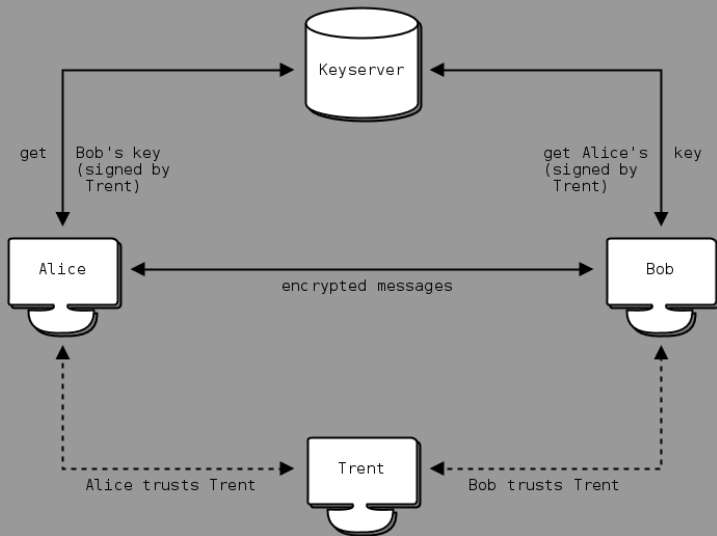 Keyserver
get Bob's key
(signed by
Trent)
get Alice's key
(signed by
Trent)
Alice
Bob
encrypted messages
Trent
Alice trusts Trent
Bob trusts Trent